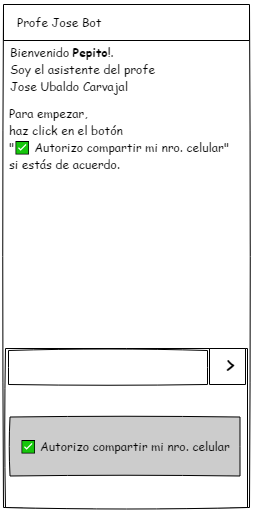 Profe Jose Bot
Bienvenido Pepito!.
Soy el asistente del profe
Jose Ubaldo Carvajal
Para empezar,
haz click en el botón
"✅ Autorizo compartir mi nro. celular"
si estás de acuerdo.
>
✅ Autorizo compartir mi nro. celular